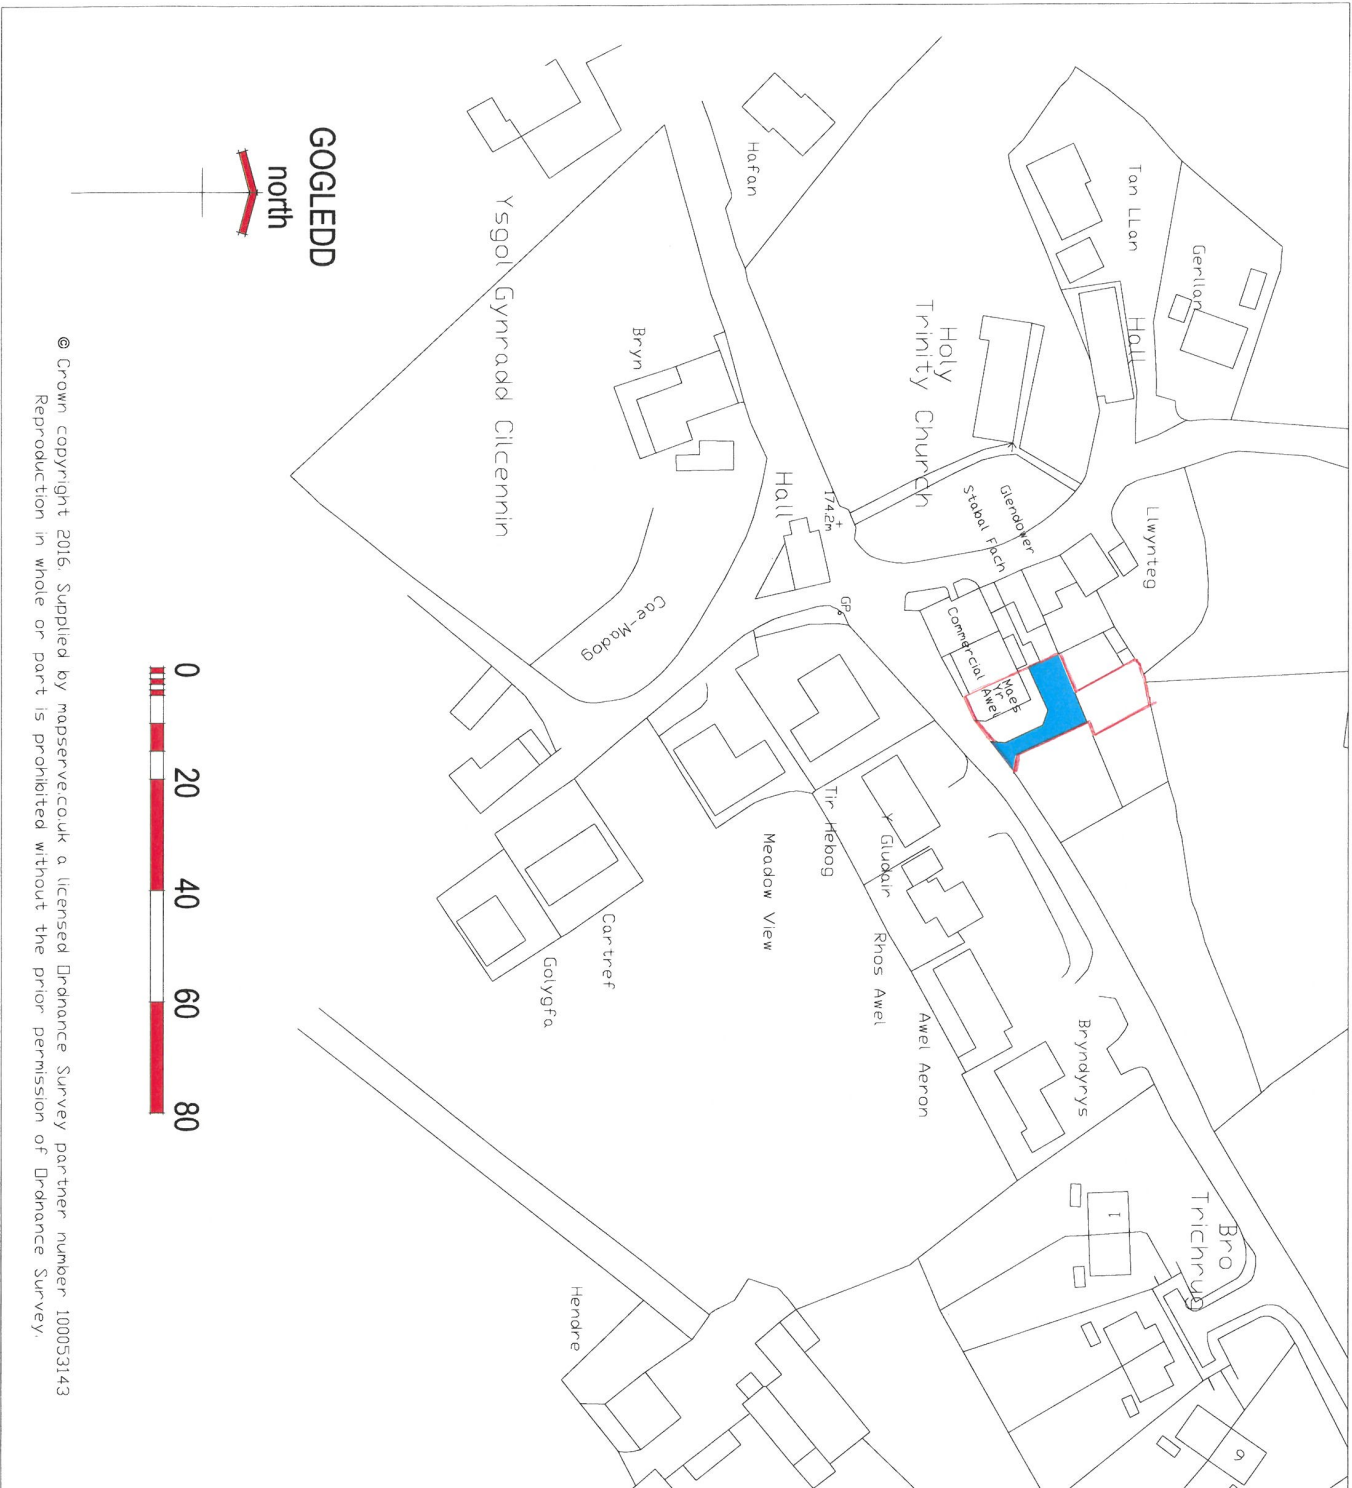 Tan LLan
Gerllan
Hall
Hafan
Holy
Trinity Church
Glendower
Stabal Fach
Llwynteg
GOGLEDD
north
Ysgol Gynradd Cilcennin
Bryn
Hall
174.2m
GP
Commercial
Maes
Yr
Awel
Cae-Madog
Tir Hebog
Y Gludair
Meadow View
Rhos Awel
Cartref
Golygfa
Awel Aeron
Bryndyrys
Bro
Trichrug
1
9
Hendre
0 20 40 60 80
© Crown copyright 2016. Supplied by mapserve.co.uk a licensed Ordnance Survey partner number 100053143
Reproduction in whole or part is prohibited without the prior permission of Ordnance Survey.